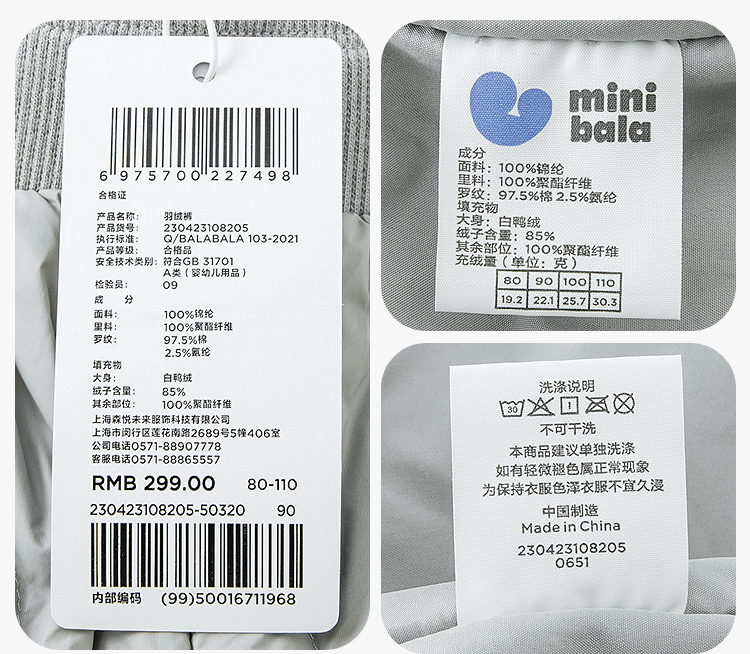 6 975700 227498
合格证
产品名称： 羽绒裤
产品货号： 230423108205
执行标准： Q/BALABALA 103-2021
产品等级： 合格品
安全技术类别： 符合GB 31701
A类（婴幼儿用品）
检验员： 09
成 分
面料： 100%锦纶
里料： 100%聚酯纤维
罗纹： 97.5%棉
2.5%氨纶
填充物
大身： 白鸭绒
绒子含量： 85%
其余部位： 100%聚酯纤维
上海森悦未来服饰科技有限公司
上海市闵行区莲花南路2689号5幢406室
公司电话0571-88907778
客服电话0571-88865557
RMB 299.00 80-110
230423108205-50320 90
内部编码 (99)50016711968
mini
bala
成分
面料：100%锦纶
里料：100%聚酯纤维
罗纹：97.5%棉 2.5%氨纶
填充物
大身：白鸭绒
绒子含量：85%
其余部位：100%聚酯纤维
充绒量（单位：克）
80 90 100 110
19.2 22.1 25.7 30.3
洗涤说明
30
不可干洗
本商品建议单独洗涤
如有轻微褪色属正常现象
为保持衣服色泽衣服不宜久浸
中国制造
Made in China
230423108205
0651